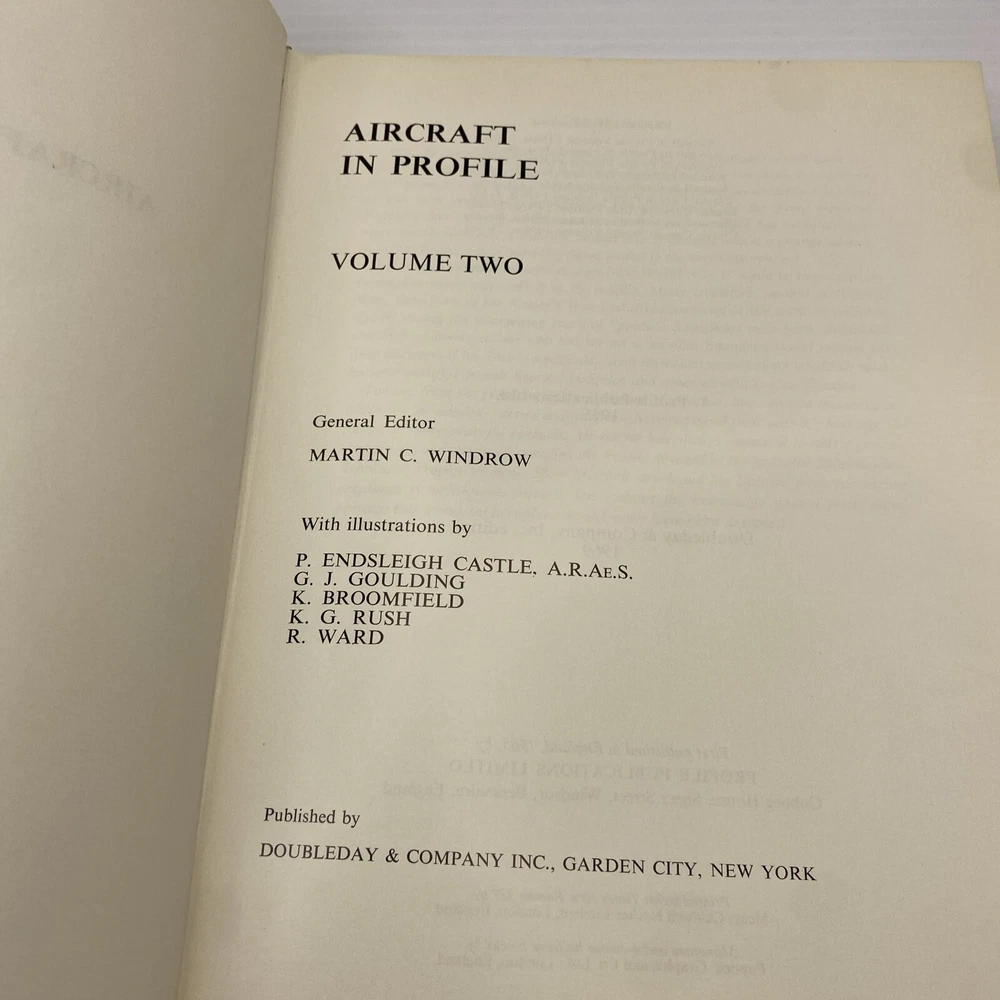 AIRCRAFT
IN PROFILE
VOLUME TWO
General Editor
MARTIN C. WINDROW
With illustrations by
P. ENDSLEIGH CASTLE, A.R.AE.S.
G. J. GOULDING
K. BROOMFIELD
K. G. RUSH
R. WARD
Published by
DOUBLEDAY & COMPANY INC., GARDEN CITY, NEW YORK